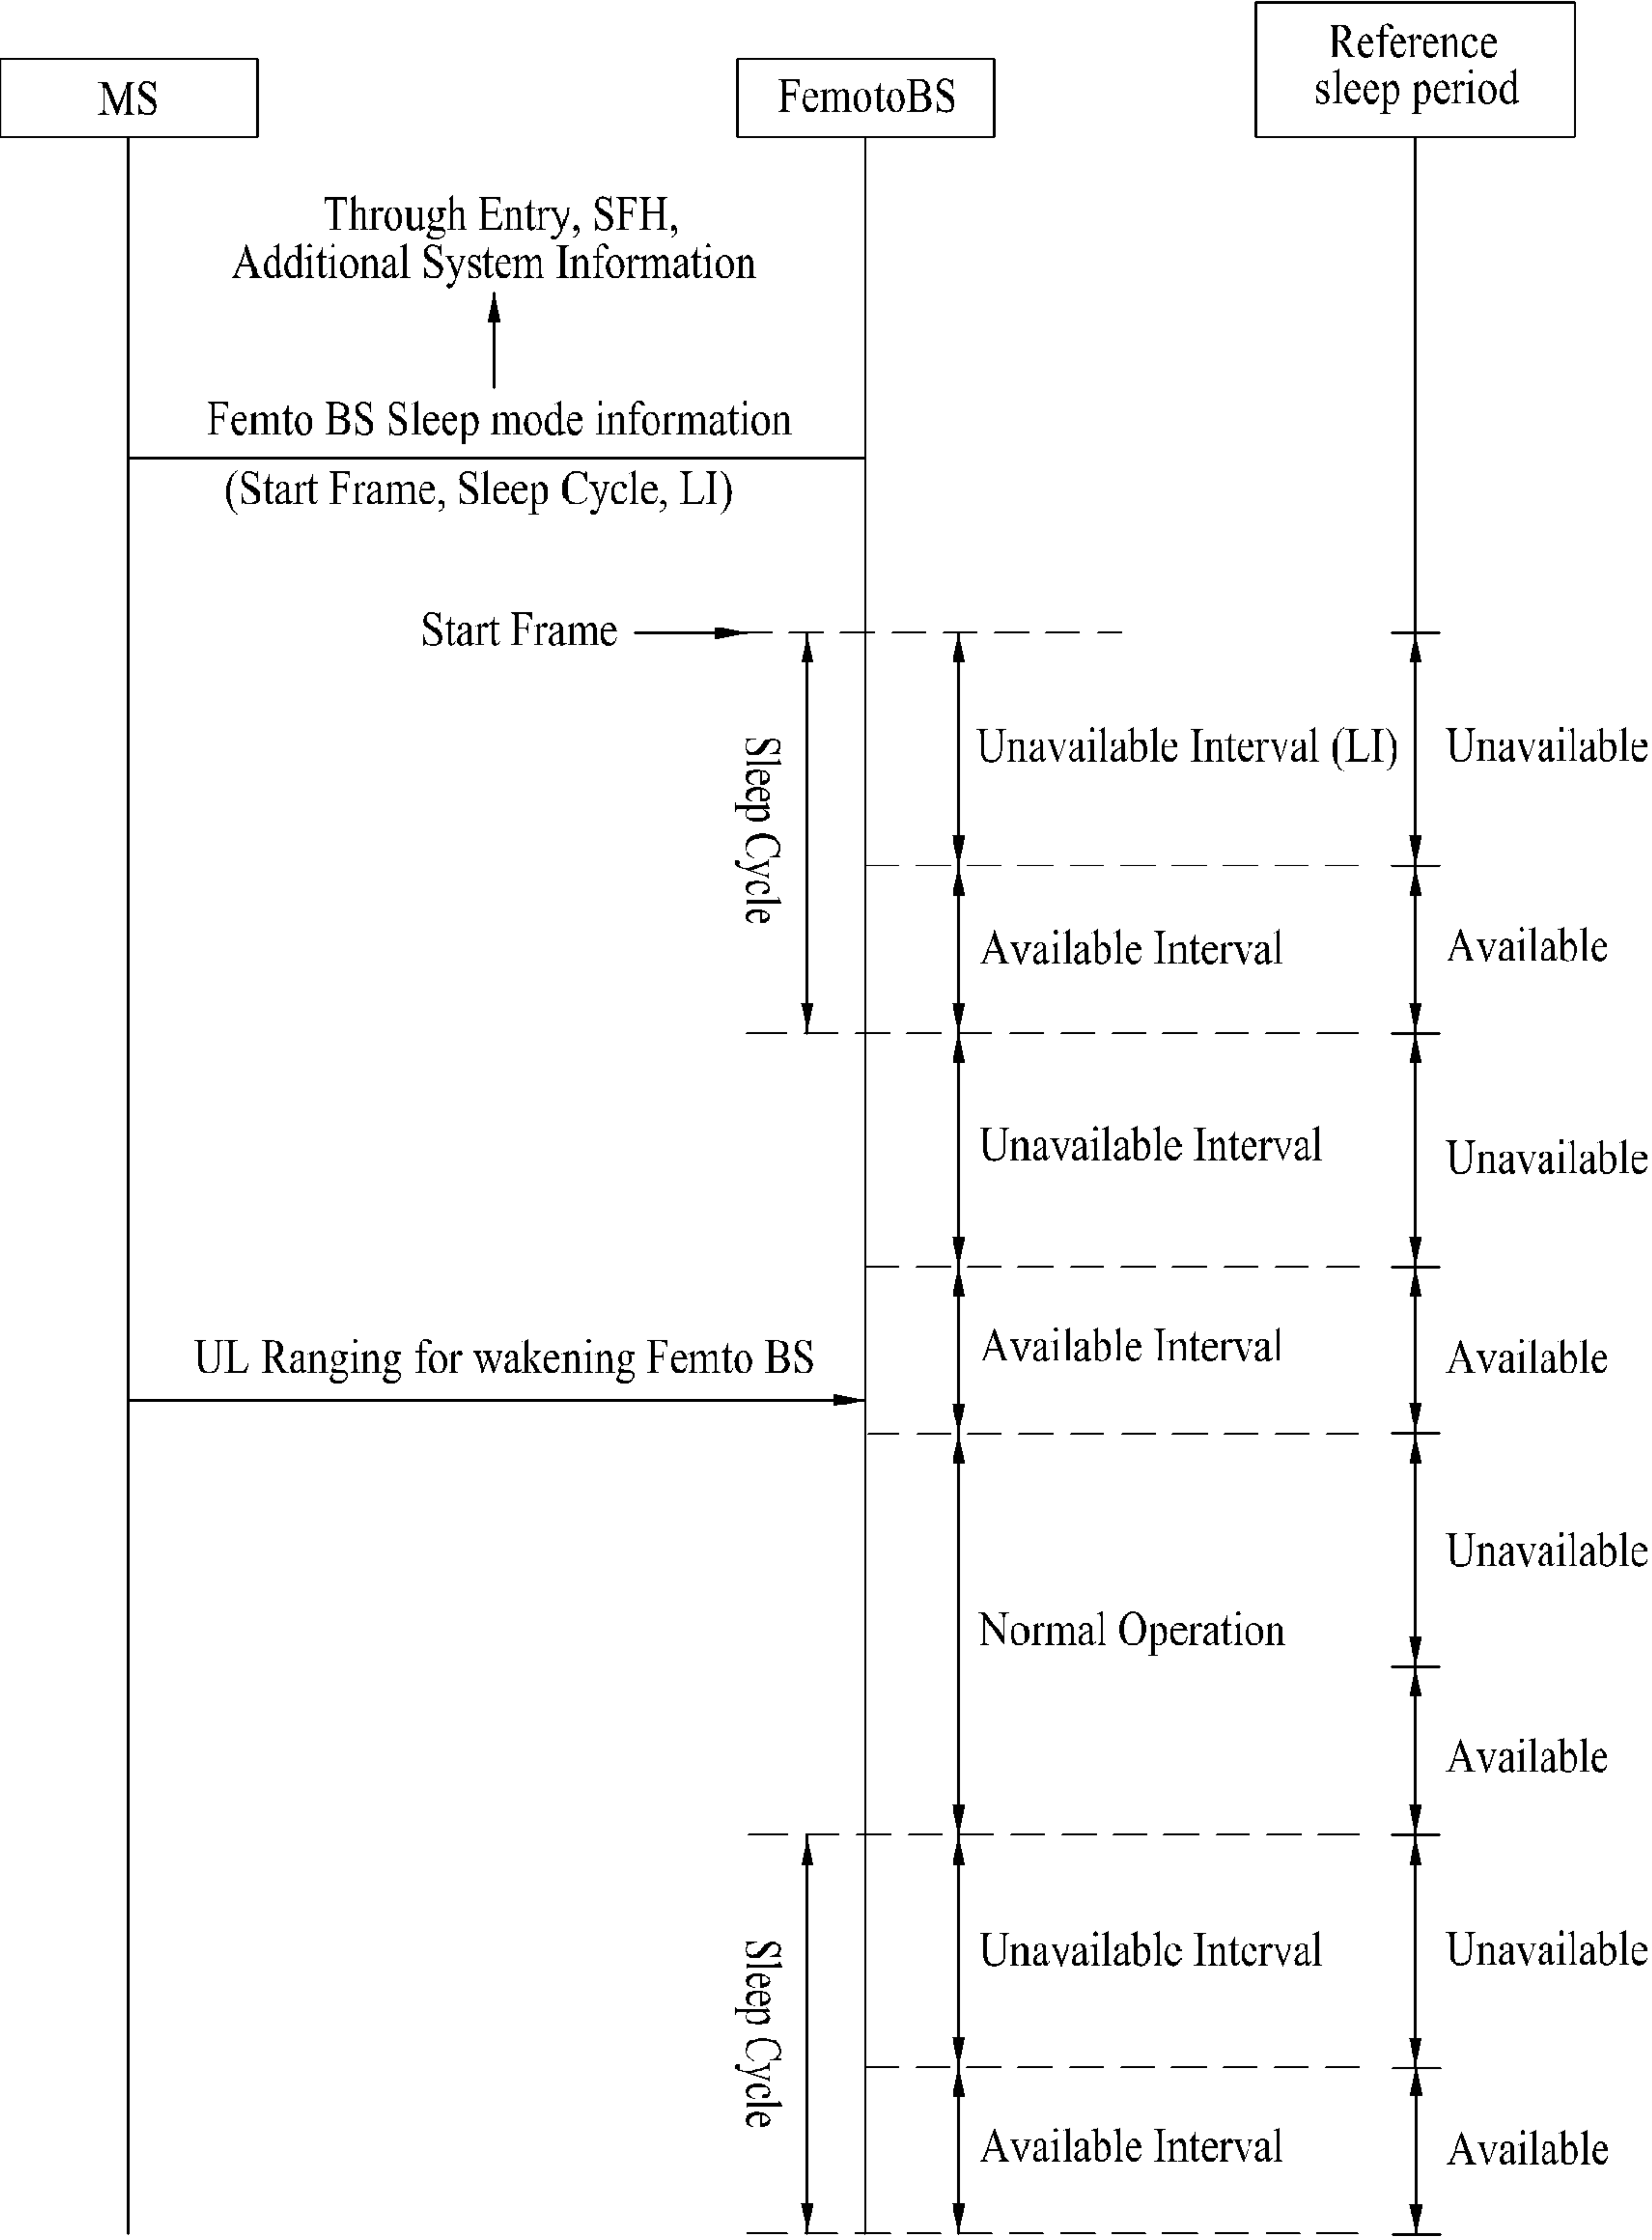 MS
FemotoBS
Reference
sleep period
Through Entry, SFH,
Additional System Information
Femto BS Sleep mode information
(Start Frame, Sleep Cycle, LI)
Start Frame
Sleep Cycle
Unavailable Interval (LI)
Unavailable
Available Interval
Available
Unavailable Interval
Unavailable
UL Ranging for wakening Femto BS
Available Interval
Available
Normal Operation
Unavailable
Available
Sleep Cycle
Unavailable Interval
Unavailable
Available Interval
Available